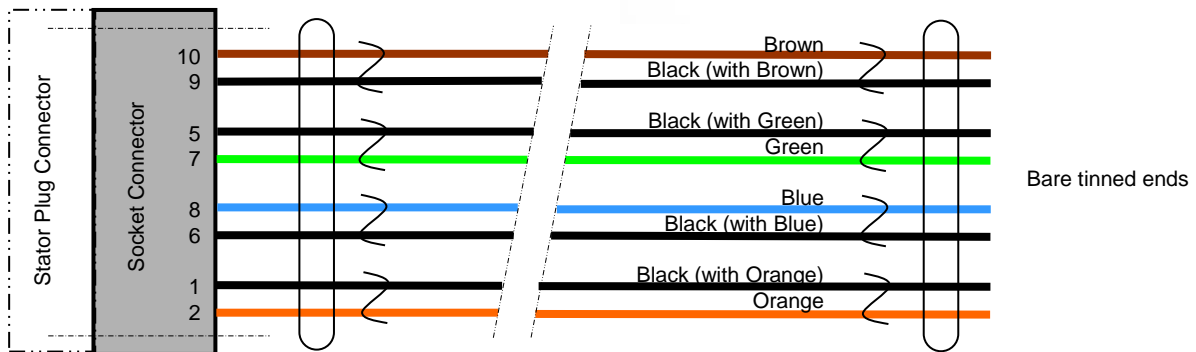 Stator Plug Connector
Socket Connector
10
Brown
9
Black (with Brown)
5
Black (with Green)
7
Green
8
Blue
6
Black (with Blue)
1
Black (with Orange)
2
Orange
Bare tinned ends